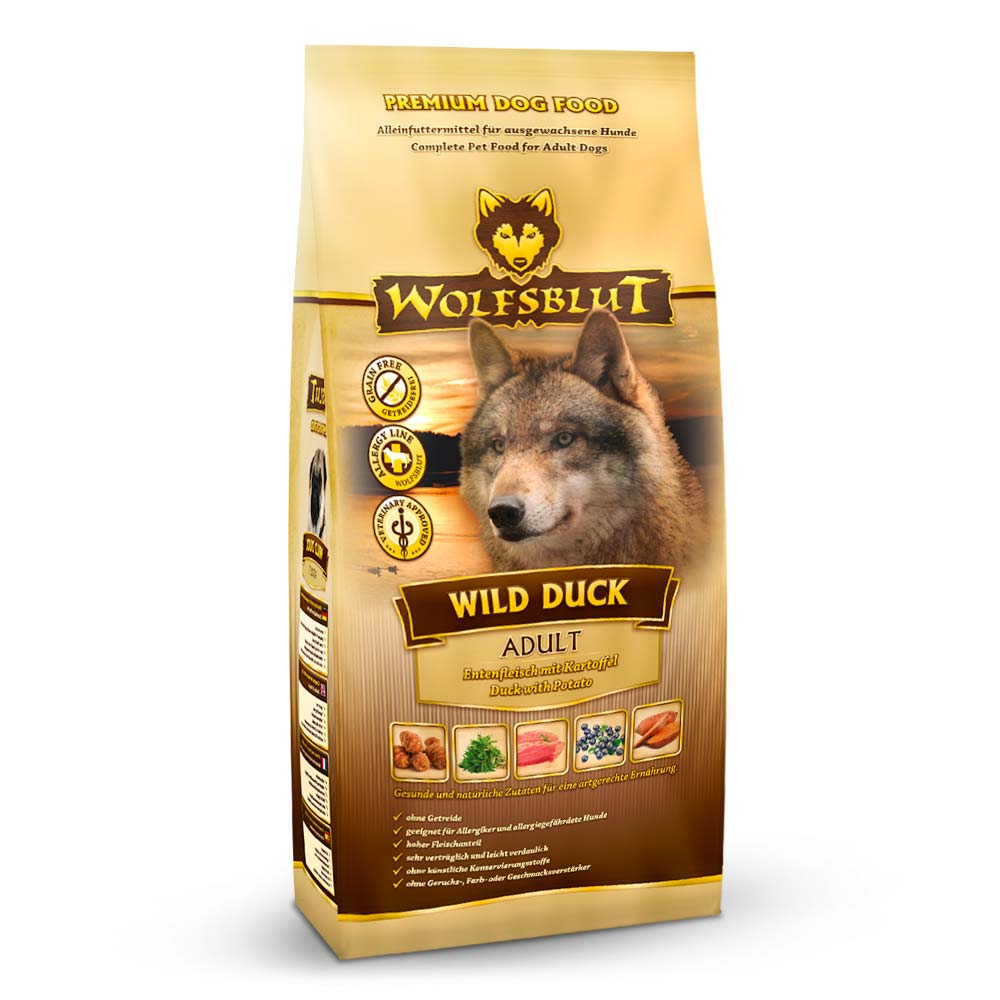 PREMIUM DOG FOOD
Alleinfuttermittel für ausgewachsene Hunde
Complete Pet Food for Adult Dogs
WOLFSBLUT
GRAIN FREE
GETREIDEFREI
ALLERGY LINE
WOLFSBLUT
VETERINARY APPROVED
WILD DUCK
ADULT
Entenfleisch mit Kartoffel
Duck with Potato
Gesunde und natürliche Zutaten für eine artgerechte Ernährung.
✓ ohne Getreide
✓ geeignet für Allergiker und allergiegefährdete Hunde
✓ hoher Fleischanteil
✓ sehr verträglich und leicht verdaulich
✓ ohne künstliche Konservierungsstoffe
✓ ohne Geruchs-, Farb- oder Geschmacksverstärker